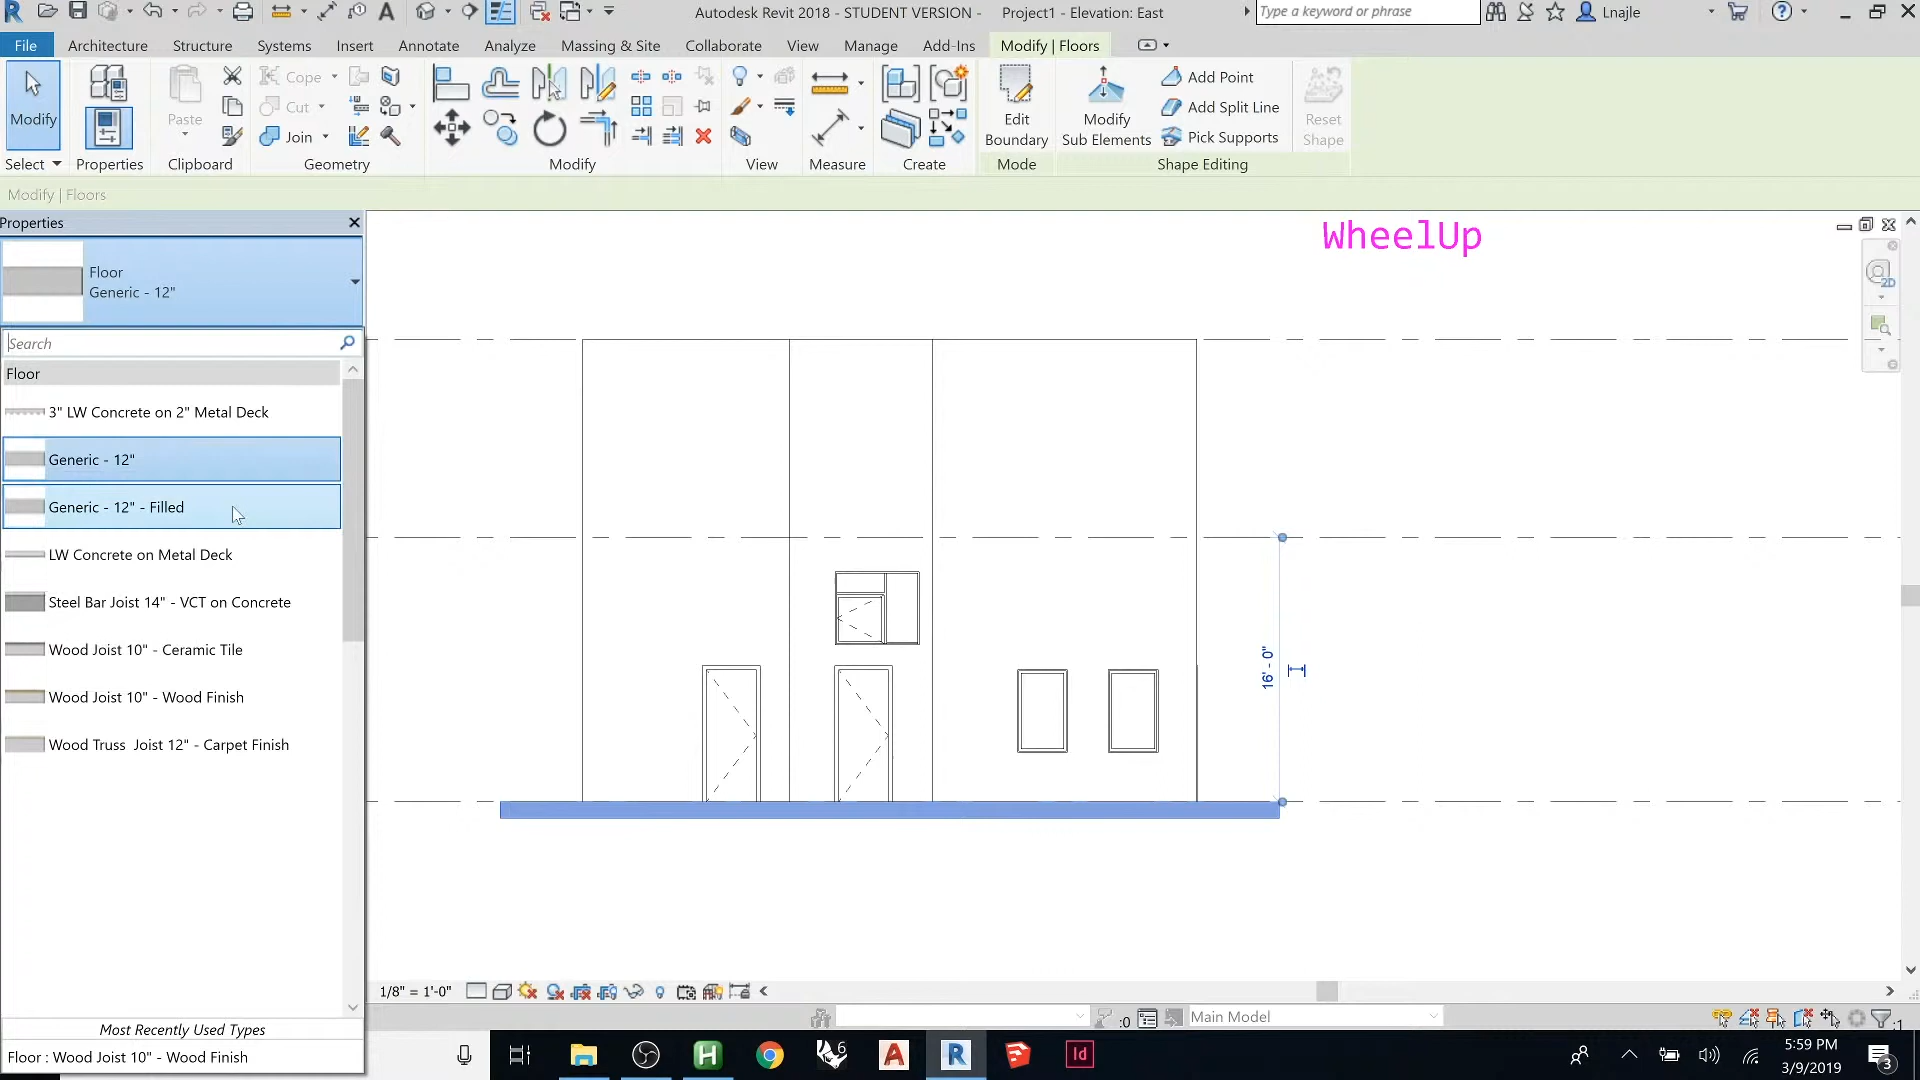 Autodesk Revit 2018 - STUDENT VERSION - Project1 - Elevation: East
Type a keyword or phrase
Lnajle
File Architecture Structure Systems Insert Annotate Analyze Massing & Site Collaborate View Manage Add-Ins Modify | Floors
Modify
Paste
Cope
Cut
Join
Edit
Boundary
Modify
Sub Elements
Add Point
Add Split Line
Pick Supports
Reset
Shape
Select Properties Clipboard Geometry Modify View Measure Create Mode Shape Editing
Modify | Floors
Properties
WheelUp
Floor
Generic - 12"
Search
Floor
3" LW Concrete on 2" Metal Deck
Generic - 12"
Generic - 12" - Filled
LW Concrete on Metal Deck
Steel Bar Joist 14" - VCT on Concrete
Wood Joist 10" - Ceramic Tile
Wood Joist 10" - Wood Finish
Wood Truss Joist 12" - Carpet Finish
Most Recently Used Types
Floor : Wood Joist 10" - Wood Finish
2D
16' - 0"
1/8" = 1'-0"
:0
Main Model
:1
6
A
R
Id
5:59 PM
3/9/2019
3